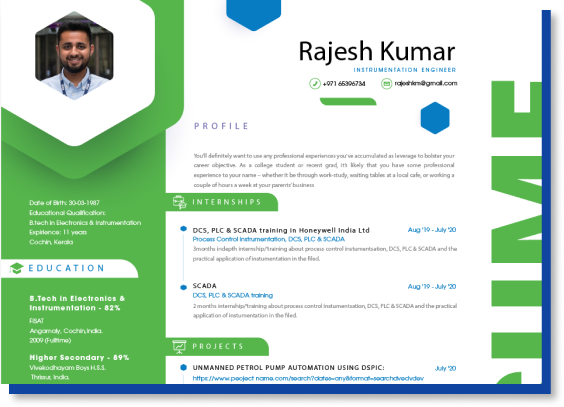 Rajesh Kumar
INSTRUMENTATION ENGINEER
+971 65396734 rajeshkm@gmail.com
PROFILE
You'll definitely want to use any professional experiences you've accumulated as leverage to bolster your
career objective. As a college student or recent grad, it's likely that you have some professional
experience to your name – whether it be through work-study, waiting tables at a local cafe, or working a
couple of hours a week at your parents' business
Date of Birth: 30-03-1987
Educational Qualification:
B.tech in Electronics & Instrumentation
Expirience: 11 years
Cochin, Kerala
EDUCATION
B.Tech in Electronics &
Instrumentation - 82%
FISAT
Angamaly, Cochin,India.
2009 (Fulltime)
Higher Secondary - 89%
Vivekodhayam Boys H.S.S.
Thrissur, India.
INTERNSHIPS
DCS, PLC & SCADA training in Honeywell India Ltd Aug '19 - July '20
Process Control Instrumentation, DCS, PLC & SCADA
3months indepth internship/training about process control instumentisation, DCS, PLC & SCADA and the
practical application of instumentation in the filed.
SCADA Aug '19 - July '20
DCS, PLC & SCADA training
2 months internship/training about process control instumentisation, DCS, PLC & SCADA and the practical
application of instumentation in the filed.
PROJECTS
UNMANNED PETROL PUMP AUTOMATION USING DSPIC: July '20
https://www.peoject name.com/search?dates=any&format=searchalvedvdev
UME